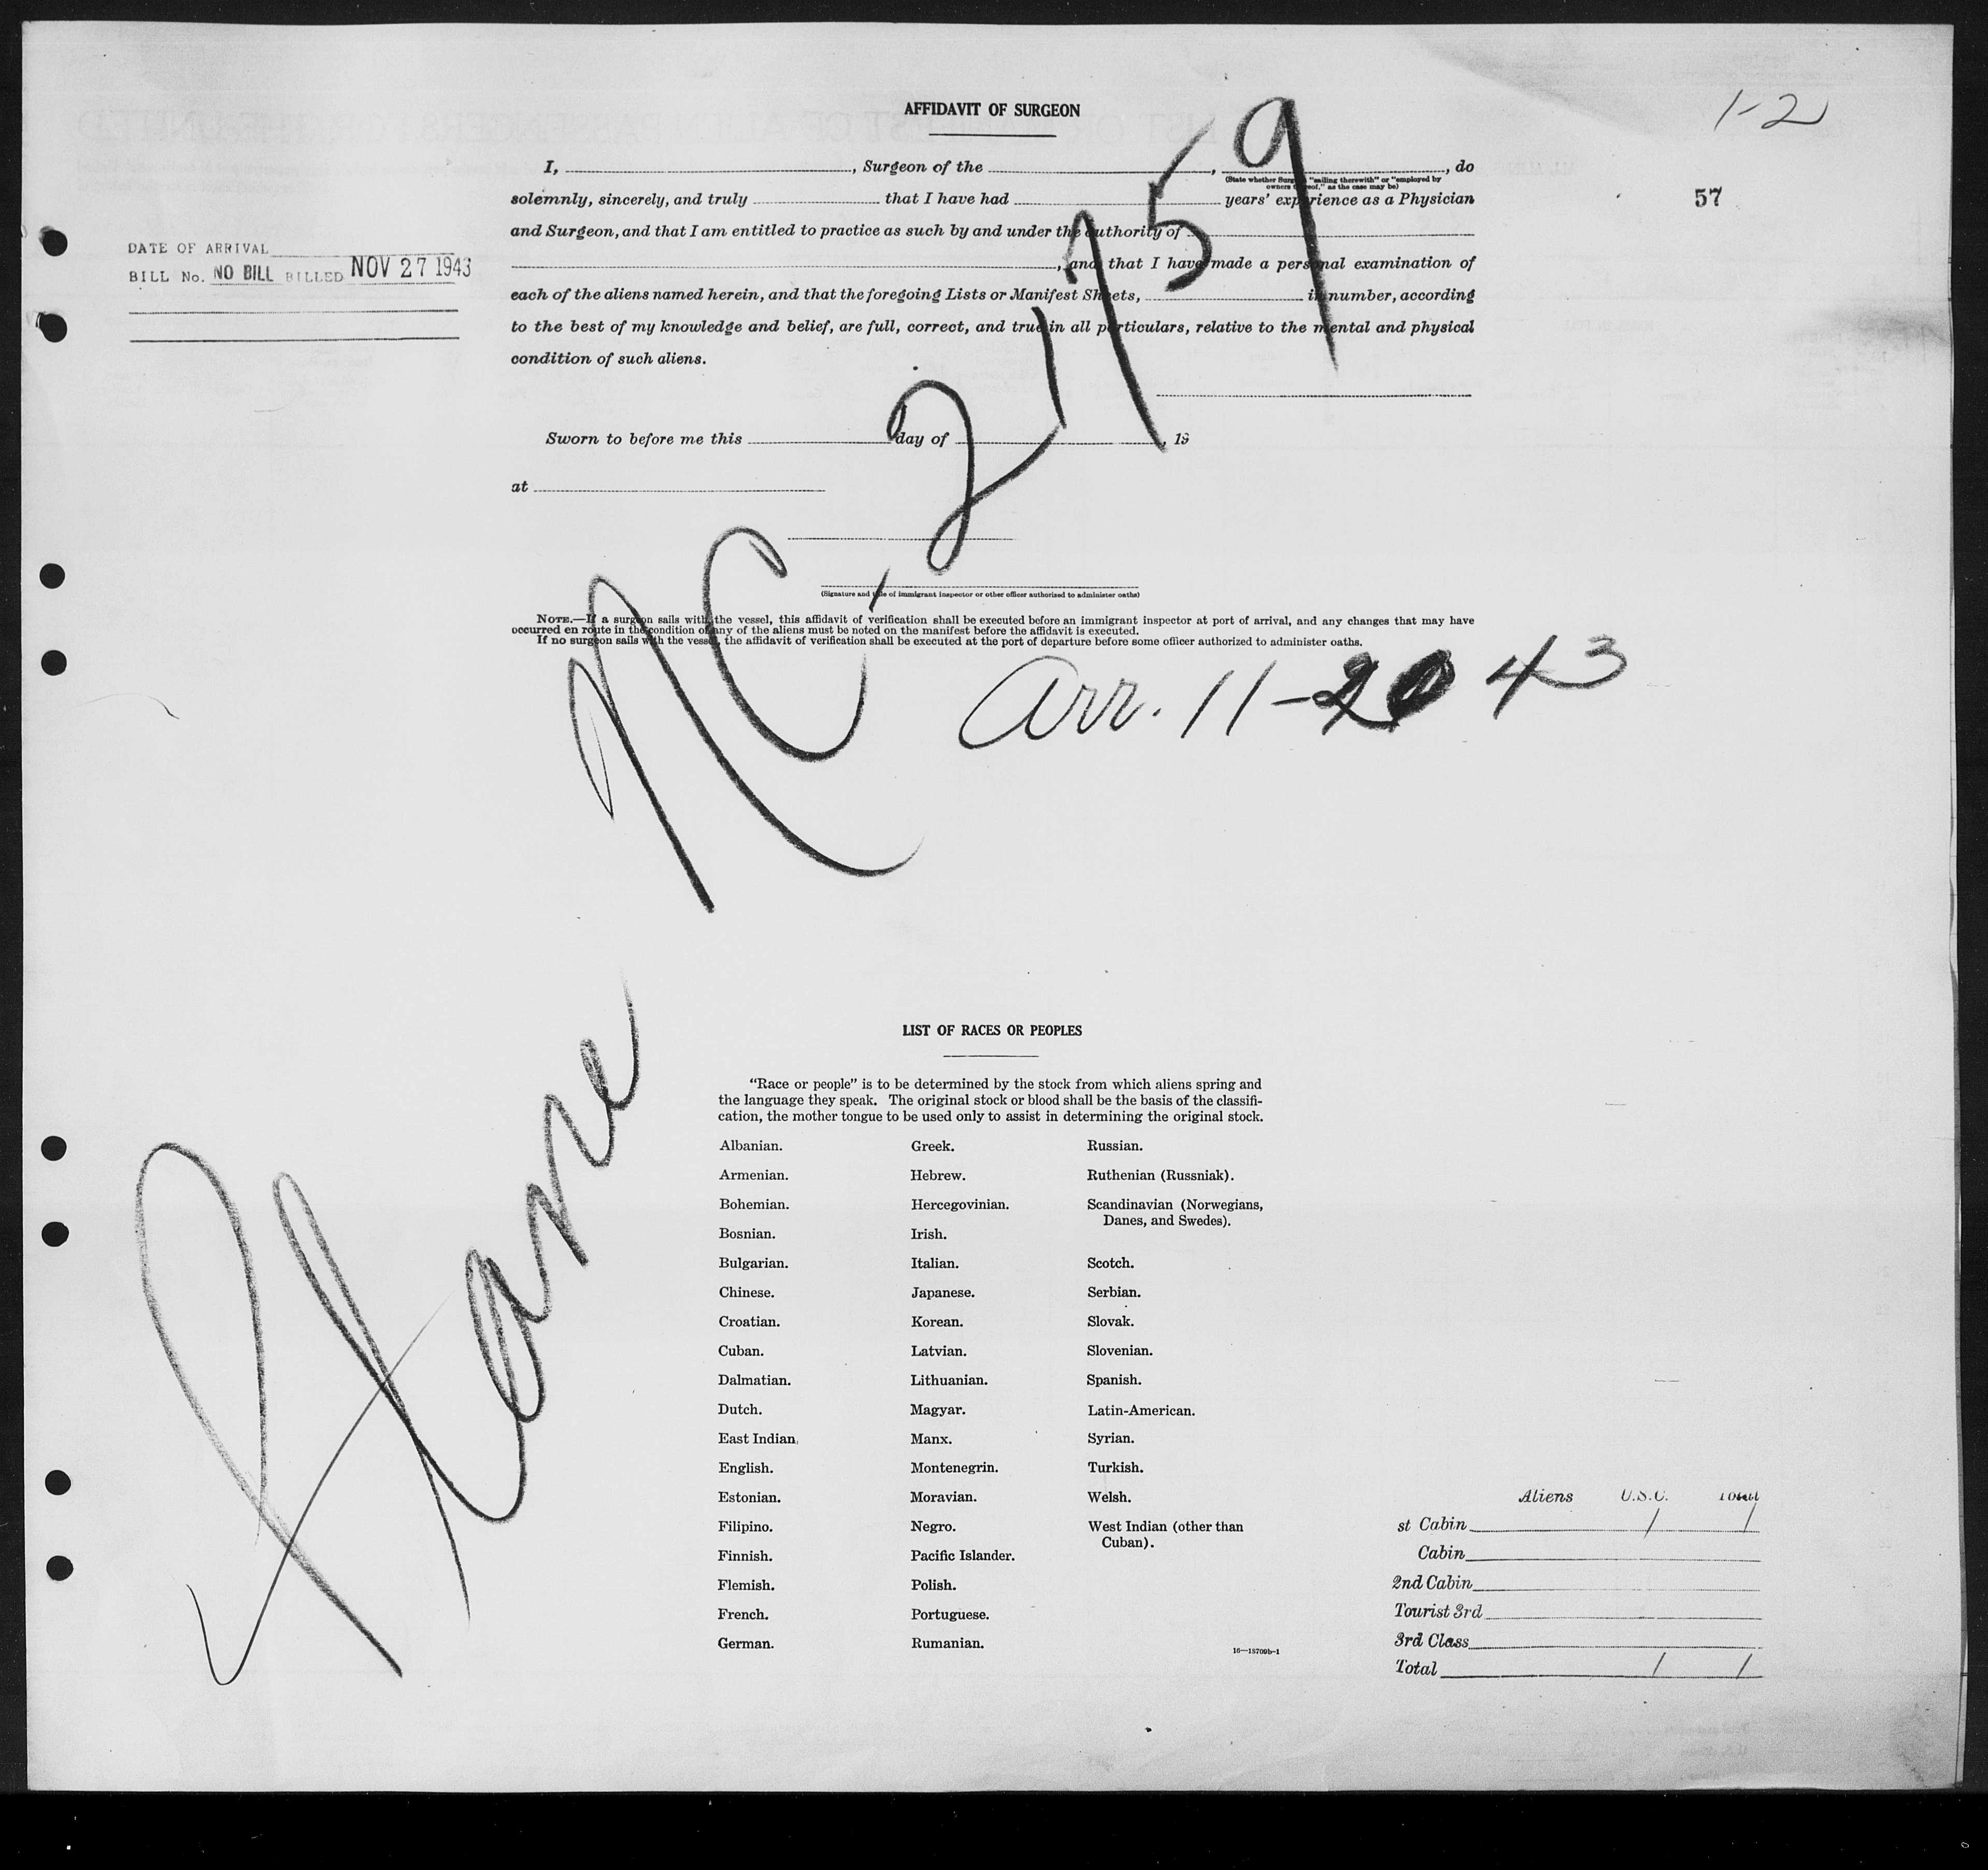 AFFIDAVIT OF SURGEON
1-2
I, , Surgeon of the , , do
(State whether Surgeon "sailing therewith" or "employed by
owners thereof," as the case may be)
57
solemnly, sincerely, and truly that I have had years' experience as a Physician
and Surgeon, and that I am entitled to practice as such by and under the authority of
DATE OF ARRIVAL
BILL No. NO BILL BILLED NOV 27 1943
, and that I have made a personal examination of
each of the aliens named herein, and that the foregoing Lists or Manifest Sheets, in number, according
to the best of my knowledge and belief, are full, correct, and true in all particulars, relative to the mental and physical
condition of such aliens.
Sworn to before me this day of , 19
at
(Signature and title of immigrant inspector or other officer authorized to administer oaths)
NOTE.—If a surgeon sails with the vessel, this affidavit of verification shall be executed before an immigrant inspector at port of arrival, and any changes that may have
occurred en route in the condition of any of the aliens must be noted on the manifest before the affidavit is executed.
If no surgeon sails with the vessel, the affidavit of verification shall be executed at the port of departure before some officer authorized to administer oaths.
NC, 21759
Arr. 11-20 43
Plane
LIST OF RACES OR PEOPLES
"Race or people" is to be determined by the stock from which aliens spring and
the language they speak. The original stock or blood shall be the basis of the classifi-
cation, the mother tongue to be used only to assist in determining the original stock.
Albanian. Greek. Russian.
Armenian. Hebrew. Ruthenian (Russniak).
Bohemian. Hercegovinian. Scandinavian (Norwegians,
Danes, and Swedes).
Bosnian. Irish.
Bulgarian. Italian. Scotch.
Chinese. Japanese. Serbian.
Croatian. Korean. Slovak.
Cuban. Latvian. Slovenian.
Dalmatian. Lithuanian. Spanish.
Dutch. Magyar. Latin-American.
East Indian. Manx. Syrian.
English. Montenegrin. Turkish.
Estonian. Moravian. Welsh.
Filipino. Negro. West Indian (other than
Cuban).
Finnish. Pacific Islander.
Flemish. Polish.
French. Portuguese.
German. Rumanian.
16—18709b-1
Aliens U.S.C. Total
st Cabin 1 1
Cabin
2nd Cabin
Tourist 3rd
3rd Class
Total 1 1